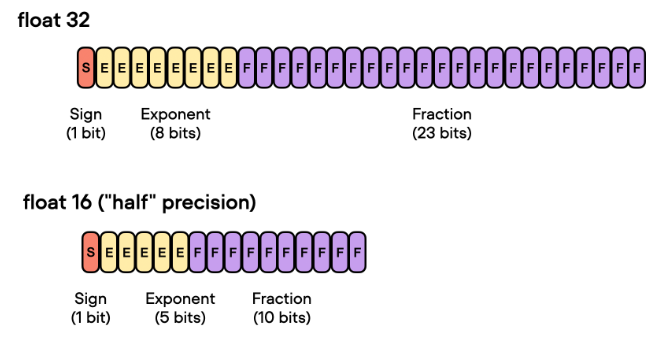 float 32
S E E E E E E E E F F F F F F F F F F F F F F F F F F F F F F F
Sign Exponent Fraction
(1 bit) (8 bits) (23 bits)
float 16 ("half" precision)
S E E E E E F F F F F F F F F F
Sign Exponent Fraction
(1 bit) (5 bits) (10 bits)